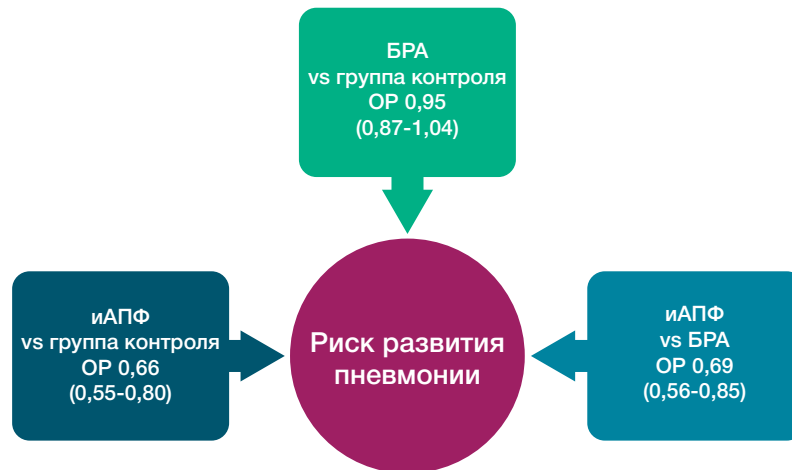 БРА
vs группа контроля
ОР 0,95
(0,87-1,04)
иАПФ
vs группа контроля
ОР 0,66
(0,55-0,80)
Риск развития
пневмонии
иАПФ
vs БРА
ОР 0,69
(0,56-0,85)